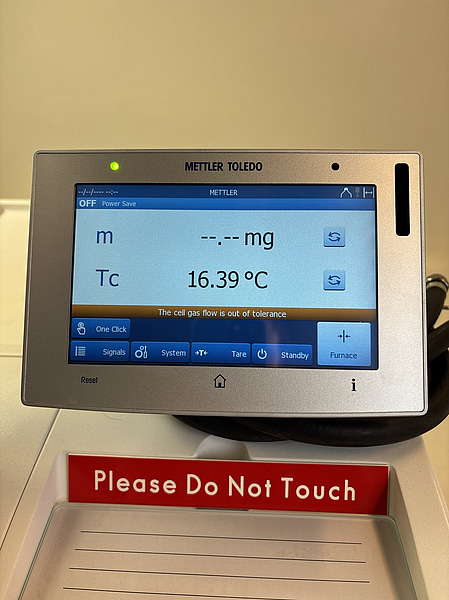 METTLER TOLEDO
--/--/---- --:-- METTLER
OFF Power Save
m --.-- mg
Tc 16.39 °C
The cell gas flow is out of tolerance
One Click
Signals System →T← Tare Standby Furnace
Reset i
Please Do Not Touch